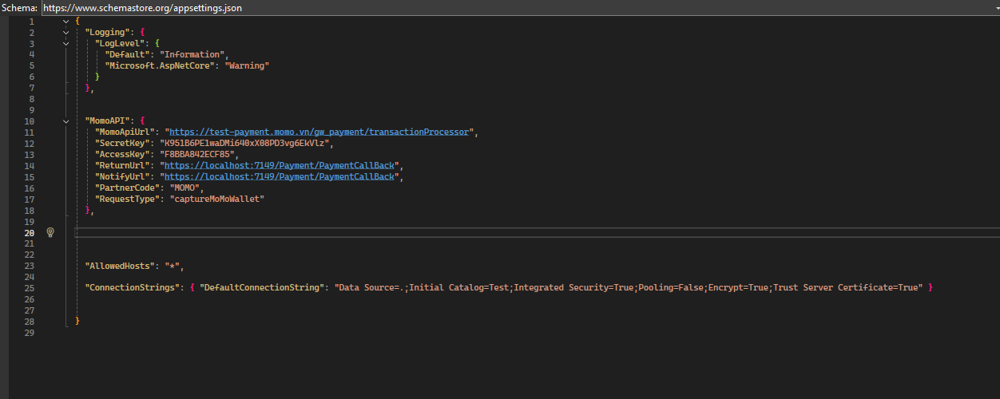 Schema: https://www.schemastore.org/appsettings.json
1 {
2 "Logging": {
3 "LogLevel": {
4 "Default": "Information",
5 "Microsoft.AspNetCore": "Warning"
6 }
7 },
8
9
10 "MomoAPI": {
11 "MomoApiUrl": "https://test-payment.momo.vn/gw_payment/transactionProcessor",
12 "SecretKey": "K951B6PE1waDMi640xX08PD3vg6EkVlz",
13 "AccessKey": "F8BBA842ECF85",
14 "ReturnUrl": "https://localhost:7149/Payment/PaymentCallBack",
15 "NotifyUrl": "https://localhost:7149/Payment/PaymentCallBack",
16 "PartnerCode": "MOMO",
17 "RequestType": "captureMoMoWallet"
18 },
19
20
21
22
23 "AllowedHosts": "*",
24
25 "ConnectionStrings": { "DefaultConnectionString": "Data Source=.;Initial Catalog=Test;Integrated Security=True;Pooling=False;Encrypt=True;Trust Server Certificate=True" }
26
27
28 }
29